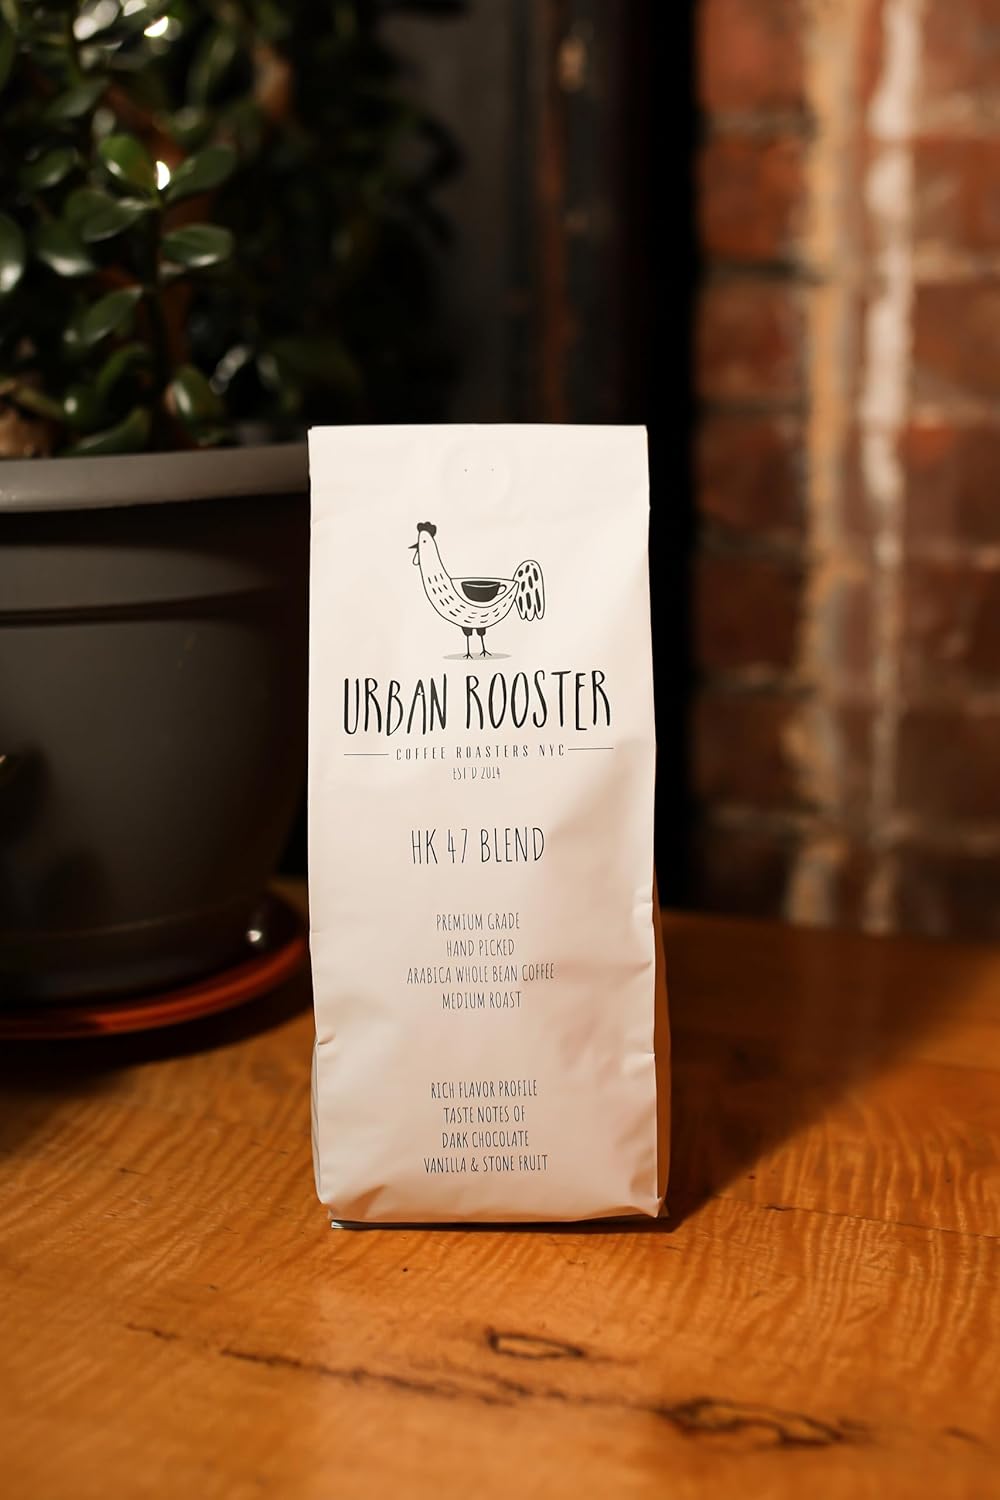 URBAN ROOSTER
COFFEE ROASTERS NYC
EST'D 2014
HK 47 BLEND
PREMIUM GRADE
HAND PICKED
ARABICA WHOLE BEAN COFFEE
MEDIUM ROAST
RICH FLAVOR PROFILE
TASTE NOTES OF
DARK CHOCOLATE
VANILLA & STONE FRUIT